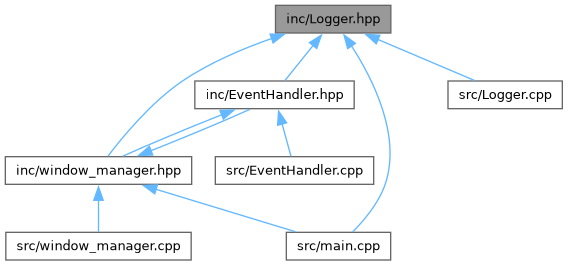 inc/Logger.hpp
inc/EventHandler.hpp
src/Logger.cpp
inc/window_manager.hpp
src/EventHandler.cpp
src/window_manager.cpp
src/main.cpp